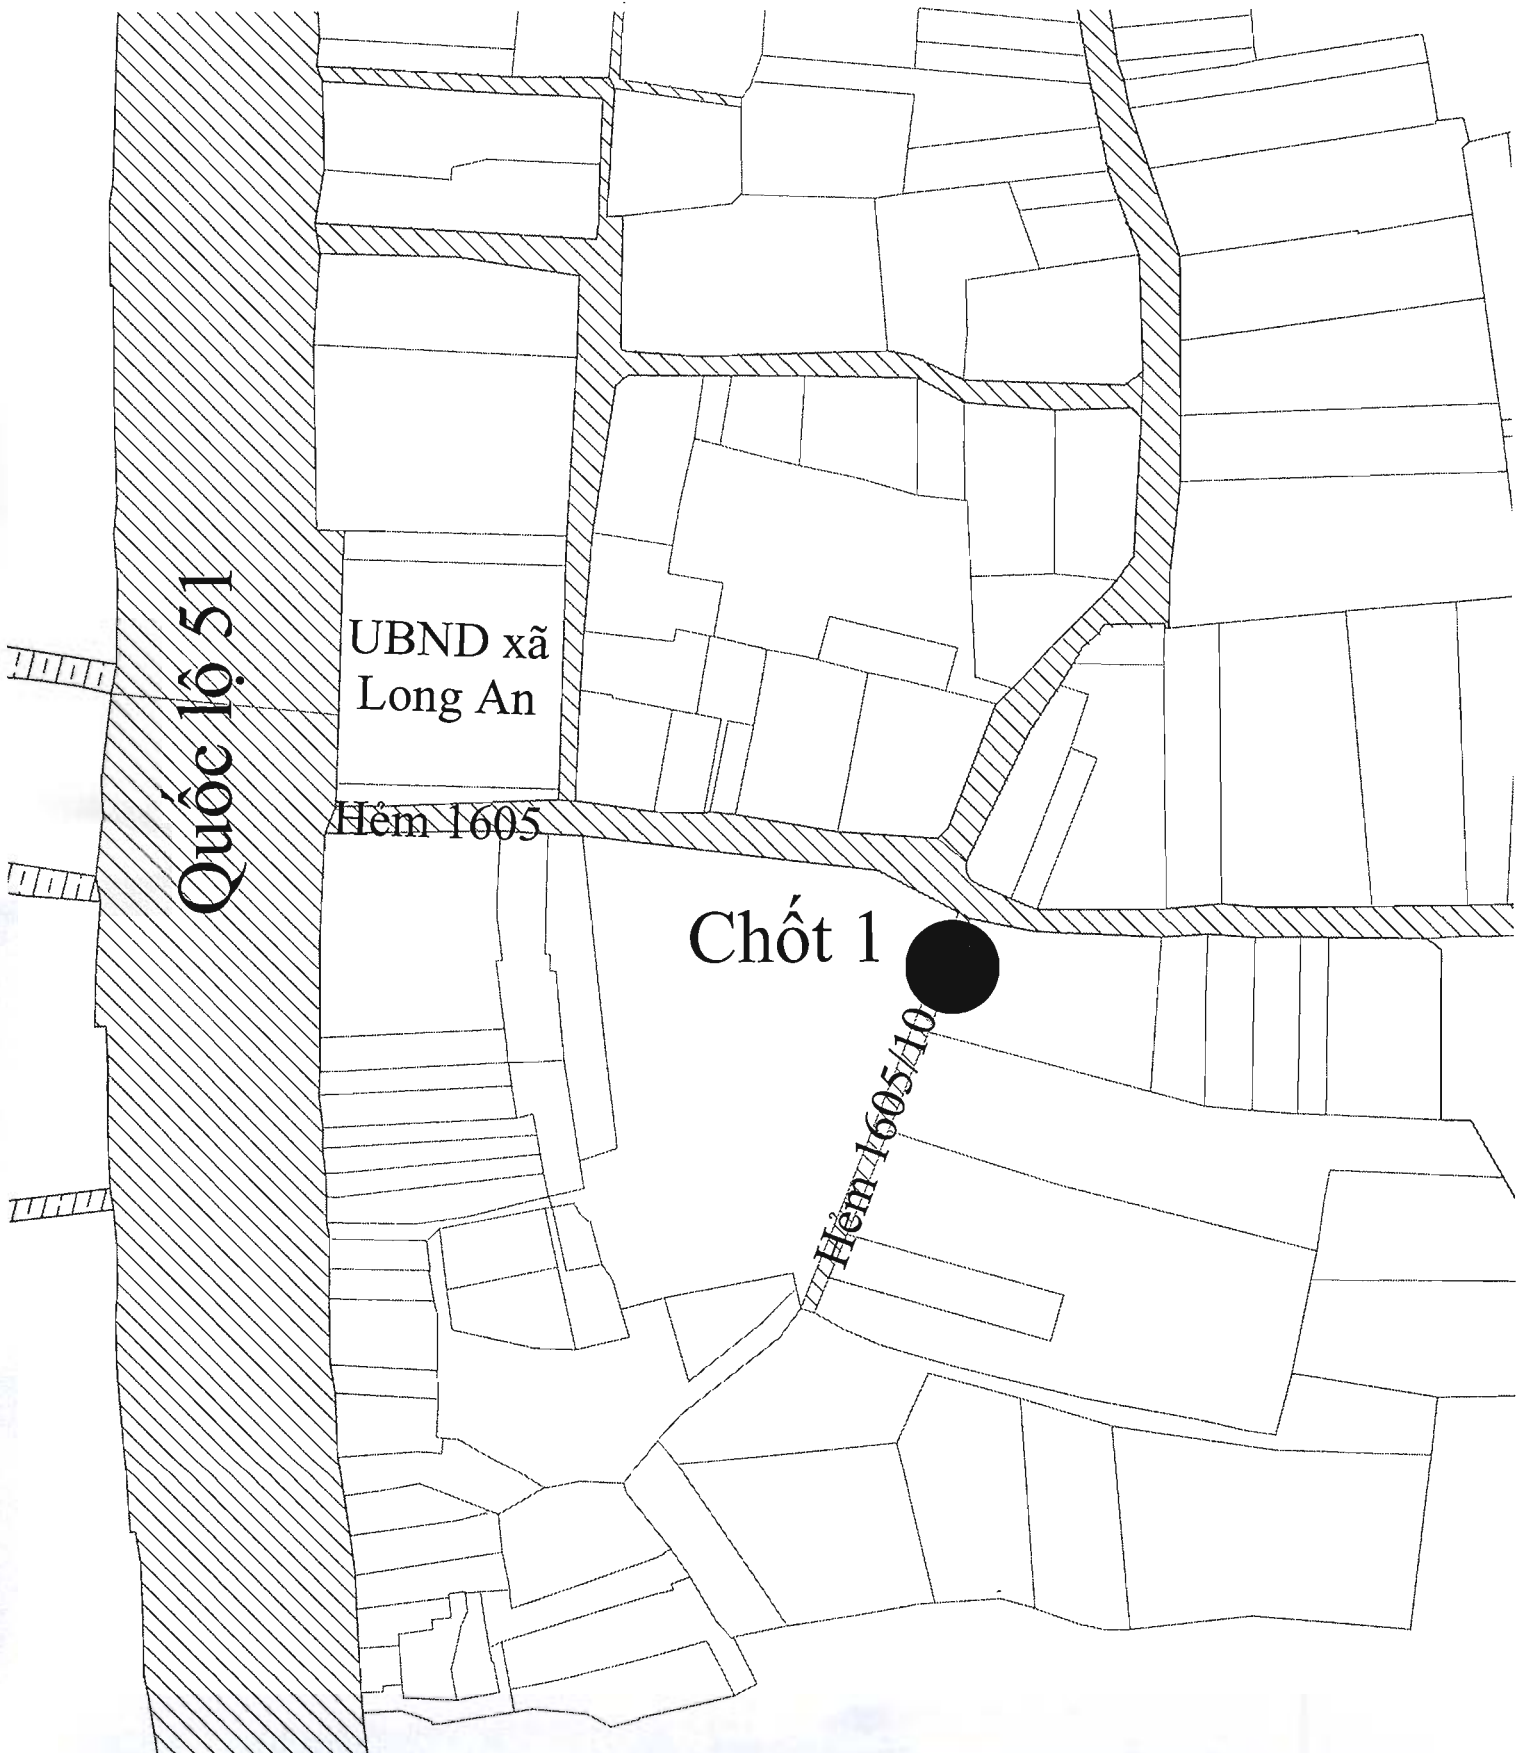 Quốc lộ 51
UBND xã
Long An
Hẻm 1605
Chốt 1
Hẻm 1605/10